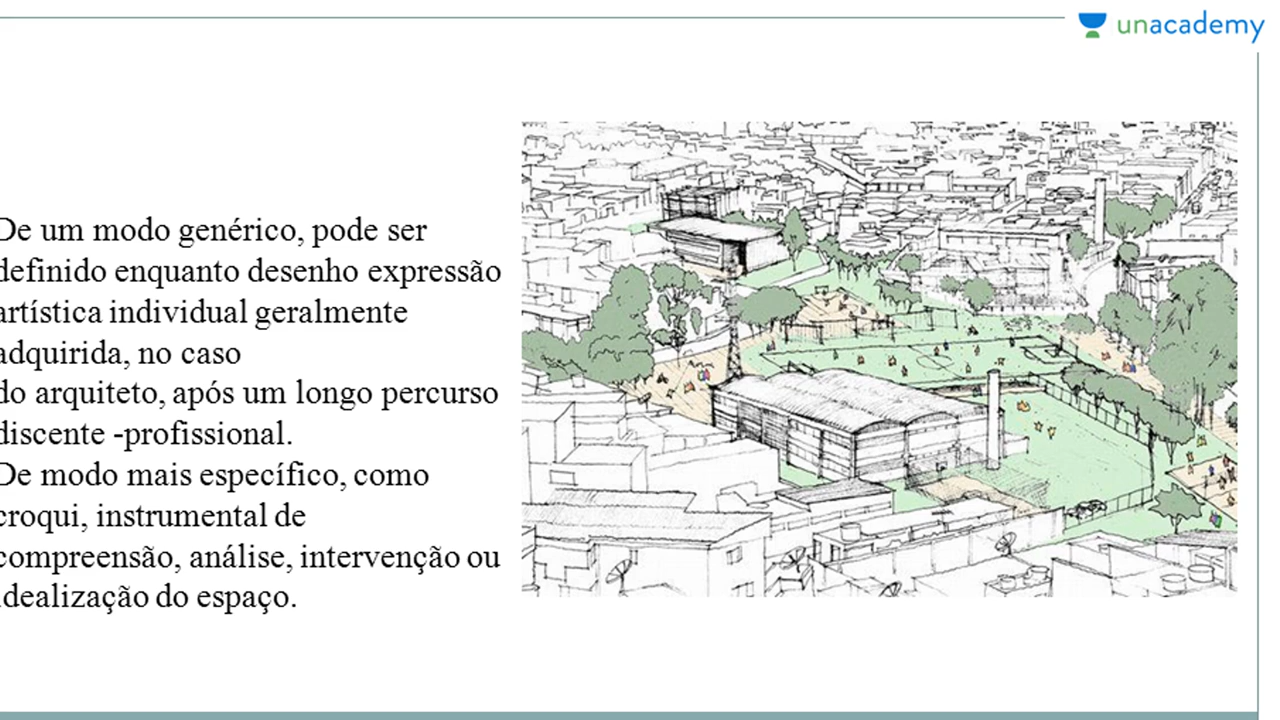 unacademy
De um modo genérico, pode ser
definido enquanto desenho expressão
artística individual geralmente
adquirida, no caso
do arquiteto, após um longo percurso
discente -profissional.
De modo mais específico, como
croqui, instrumental de
compreensão, análise, intervenção ou
idealização do espaço.